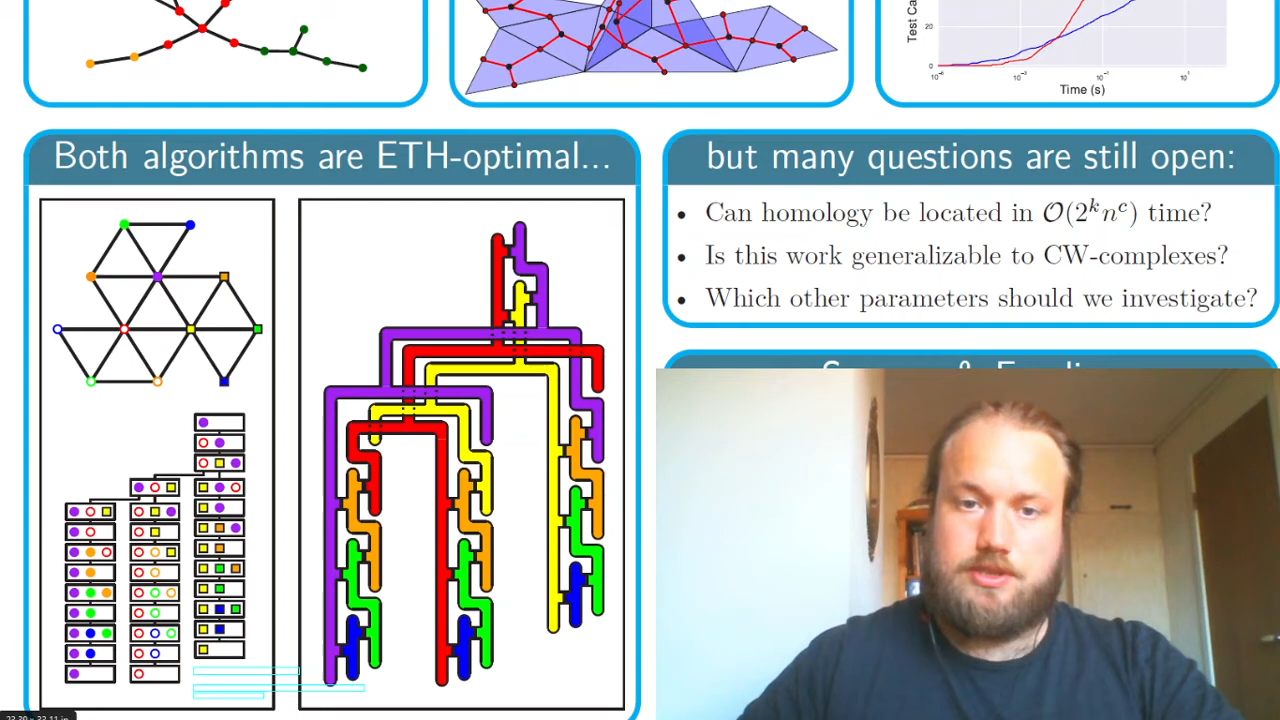 Test Ca
20
0
Time (s)
Both algorithms are ETH-optimal...
but many questions are still open:
• Can homology be located in 𝒪(2ᵏnᶜ) time?
• Is this work generalizable to CW-complexes?
• Which other parameters should we investigate?